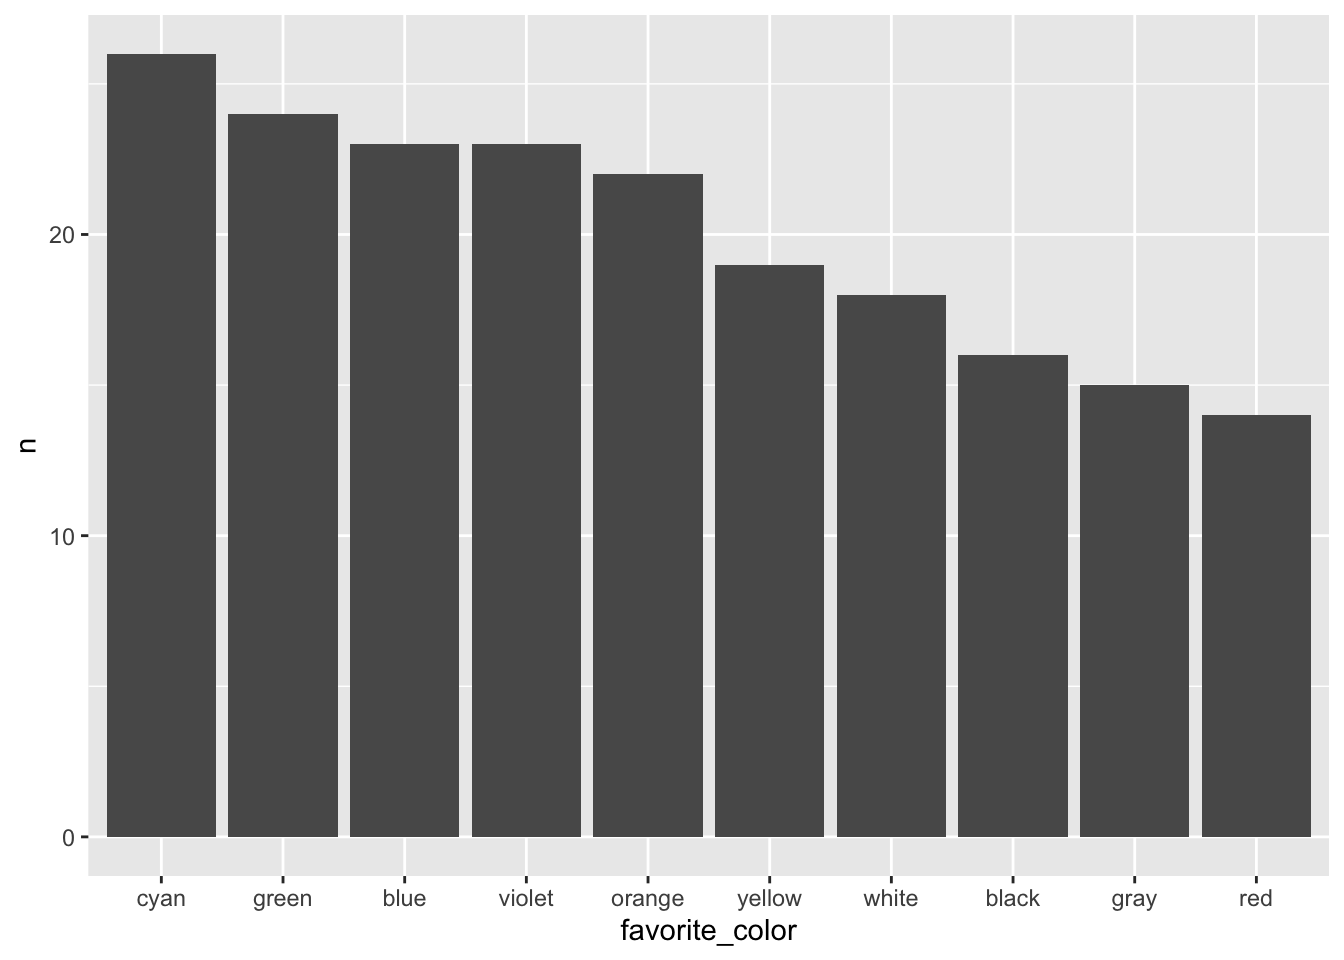 n
20
10
0
cyan green blue violet orange yellow white black gray red
favorite_color